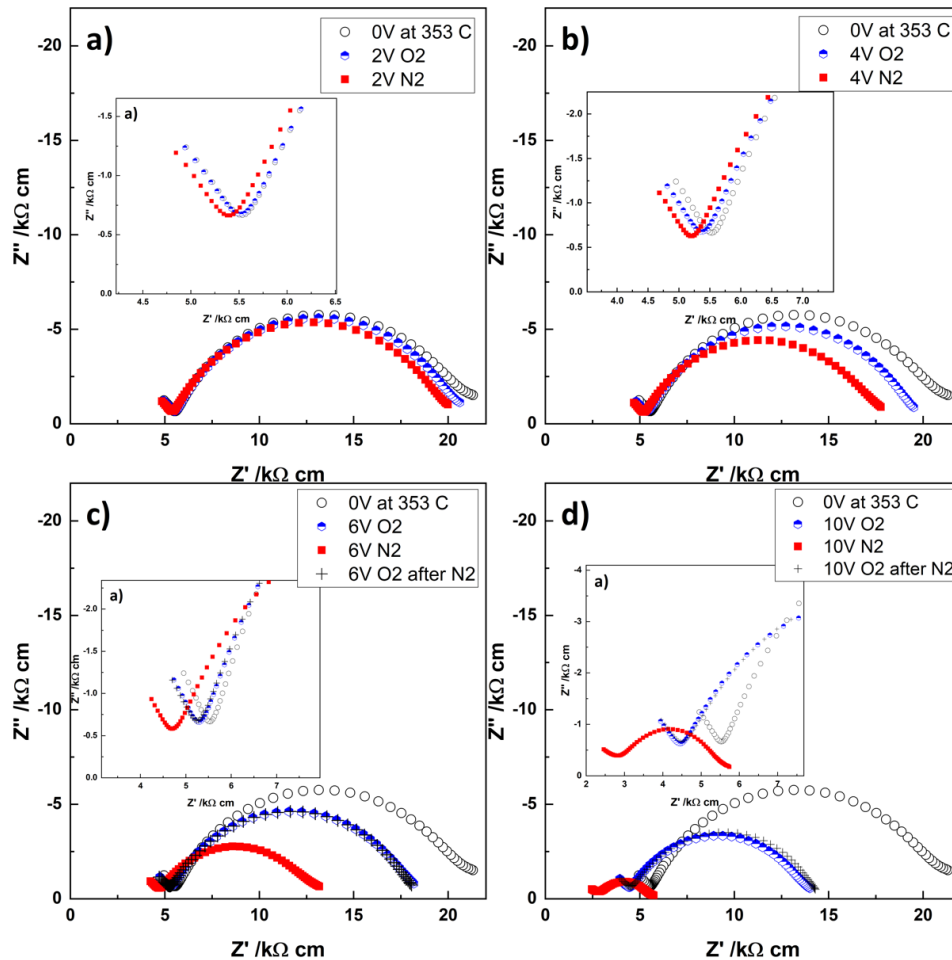 a)
0V at 353 C
2V O2
2V N2
-20
-15
-10
-5
0
Z'' /kΩ cm
0 5 10 15 20
Z' /kΩ cm
a)
-1.5
-1.0
-0.5
0.0
Z'' /kΩ cm
4.5 5.0 5.5 6.0 6.5
Z' /kΩ cm
b)
0V at 353 C
4V O2
4V N2
-20
-15
-10
-5
0
Z'' /kΩ cm
0 5 10 15 20
Z' /kΩ cm
a)
-2.0
-1.5
-1.0
-0.5
0.0
Z'' /kΩ cm
4.0 4.5 5.0 5.5 6.0 6.5 7.0
Z' /kΩ cm
c)
0V at 353 C
6V O2
6V N2
6V O2 after N2
-20
-15
-10
-5
0
Z'' /kΩ cm
0 5 10 15 20
Z' /kΩ cm
a)
-2.0
-1.5
-1.0
-0.5
0.0
Z'' /kΩ cm
4 5 6 7
Z' /kΩ cm
d)
0V at 353 C
10V O2
10V N2
10V O2 after N2
-20
-15
-10
-5
0
Z'' /kΩ cm
0 5 10 15 20
Z' /kΩ cm
a)
-4
-3
-2
-1
0
Z'' /kΩ cm
2 3 4 5 6 7
Z' /kΩ cm